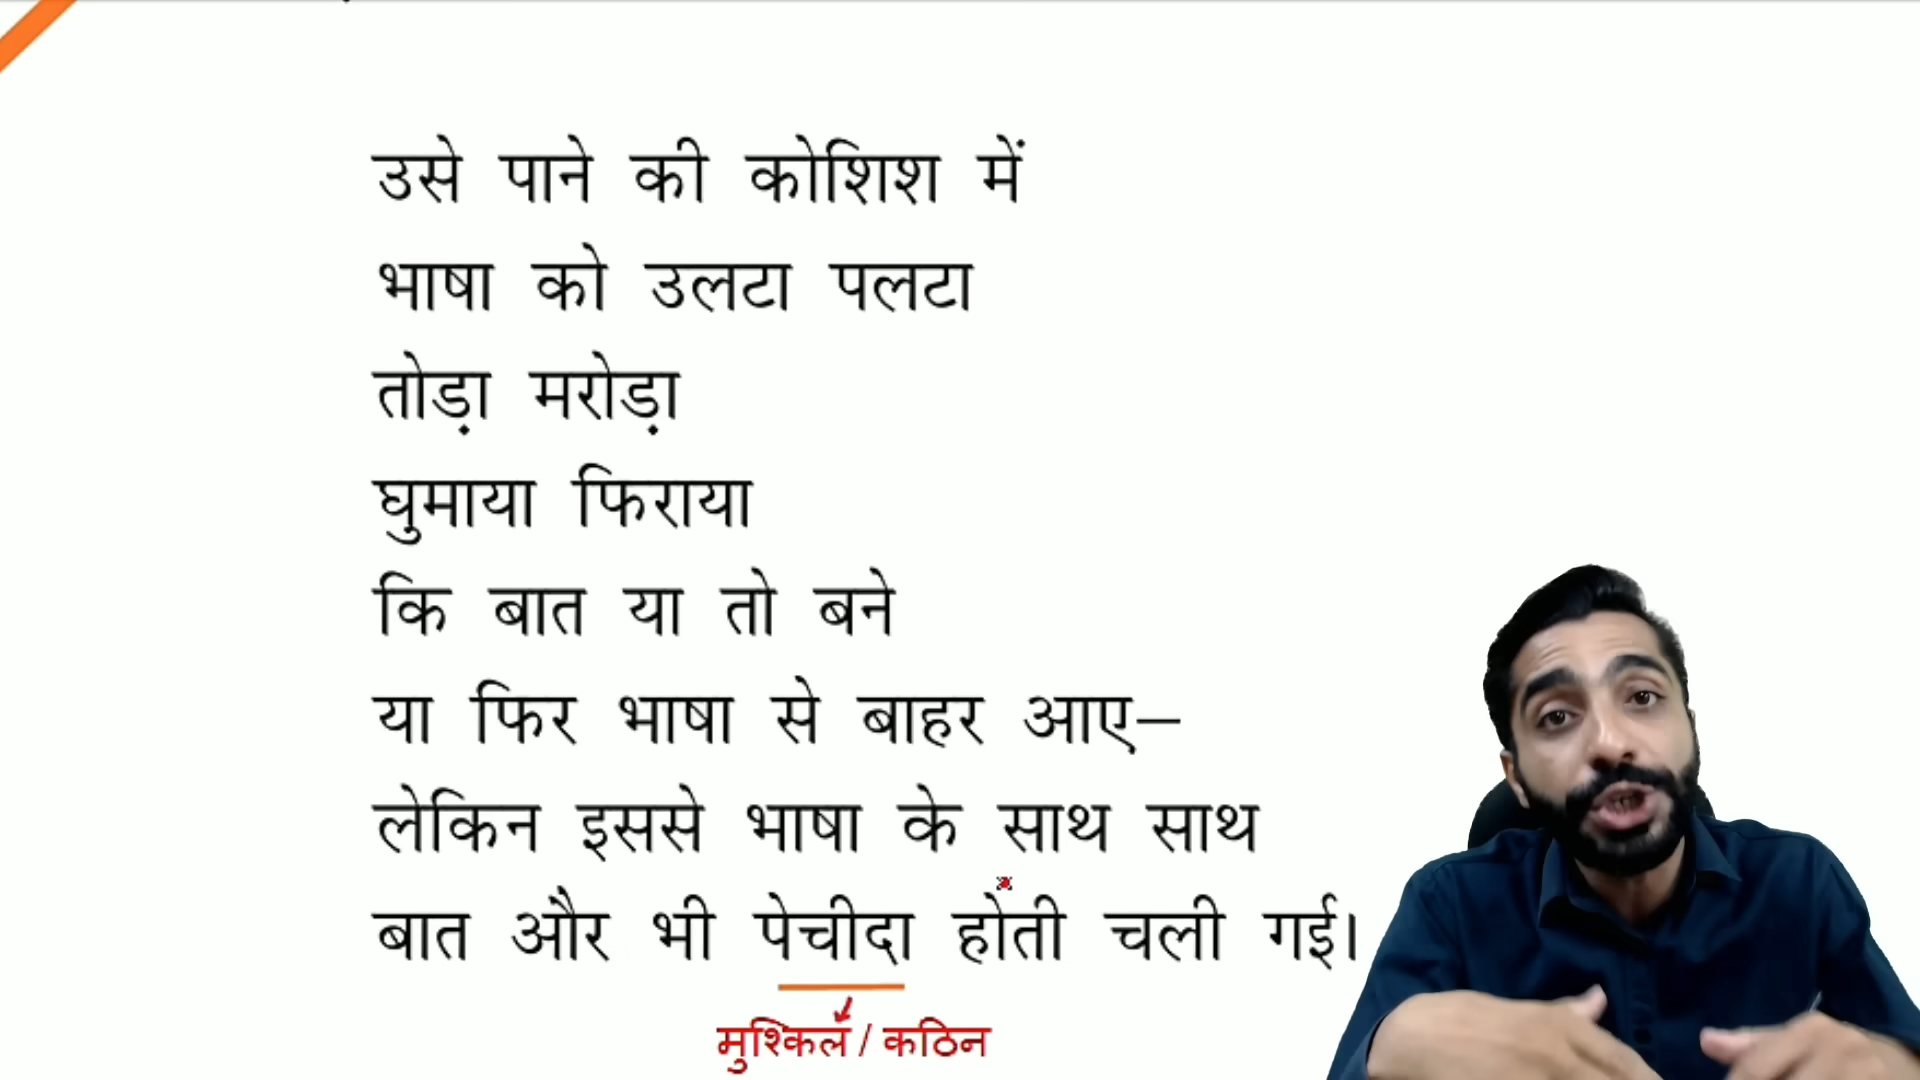 उसे पाने की कोशिश में
भाषा को उलटा पलटा
तोड़ा मरोड़ा
घुमाया फिराया
कि बात या तो बने
या फिर भाषा से बाहर आए—
लेकिन इससे भाषा के साथ साथ
बात और भी पेचीदा होती चली गई।
मुश्किल / कठिन